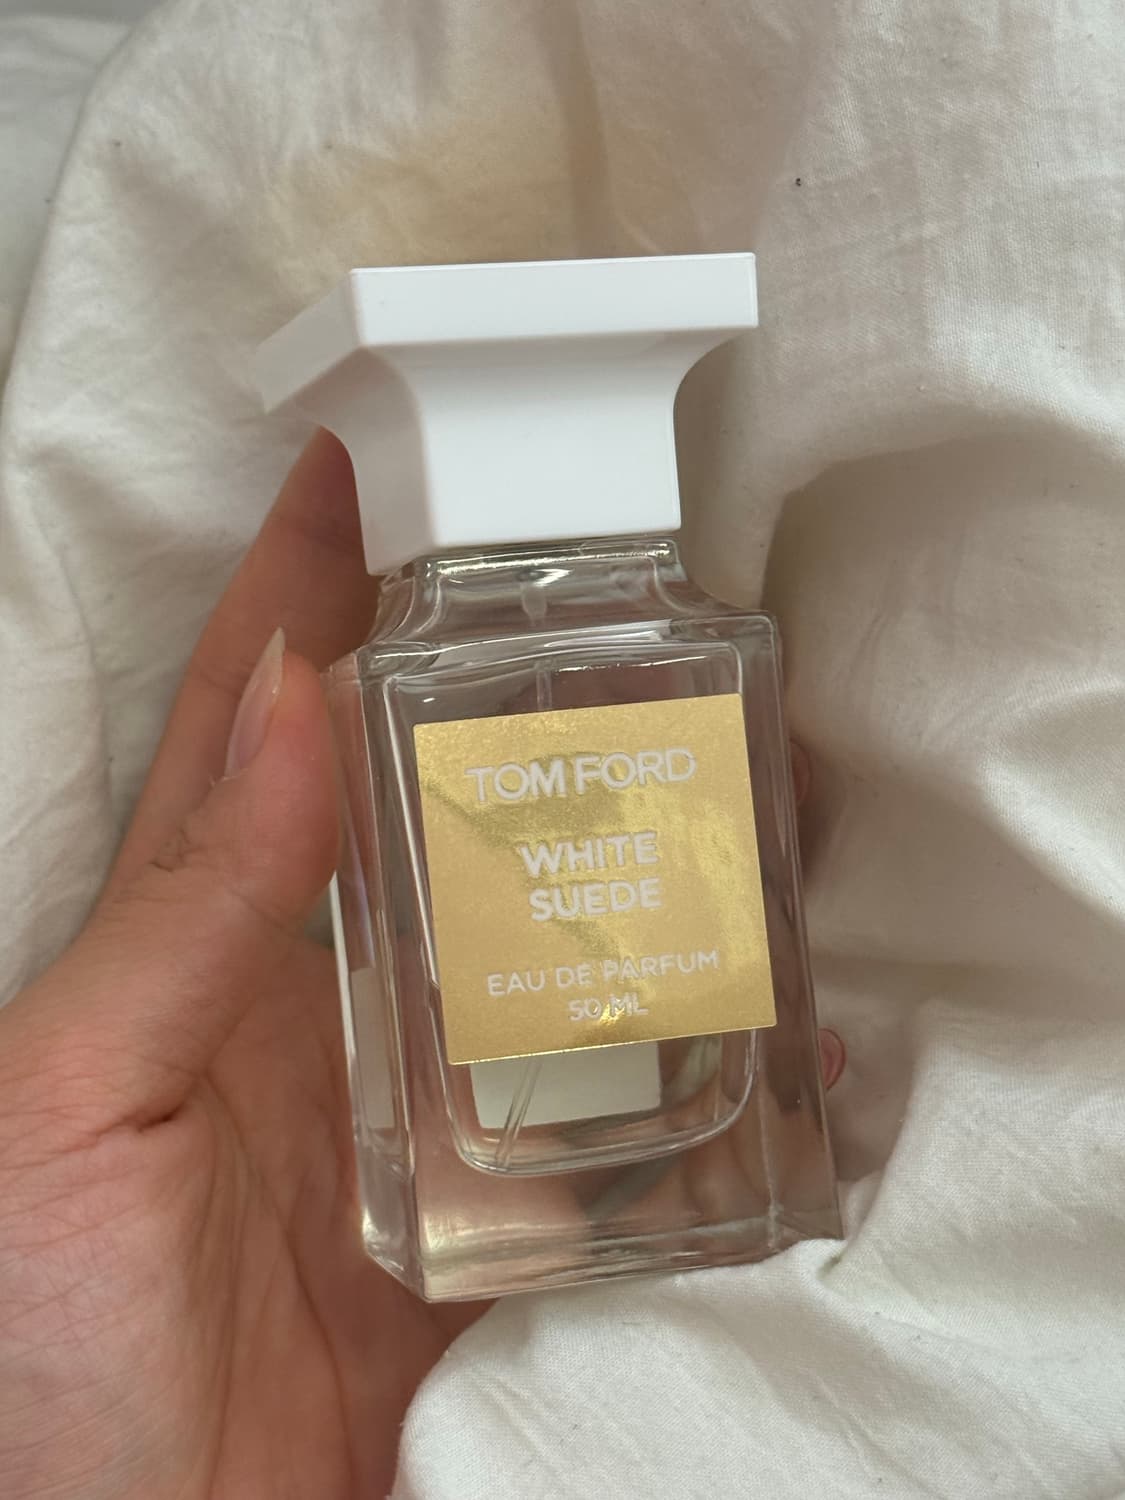 TOM FORD
WHITE
SUEDE
EAU DE PARFUM
50 ML